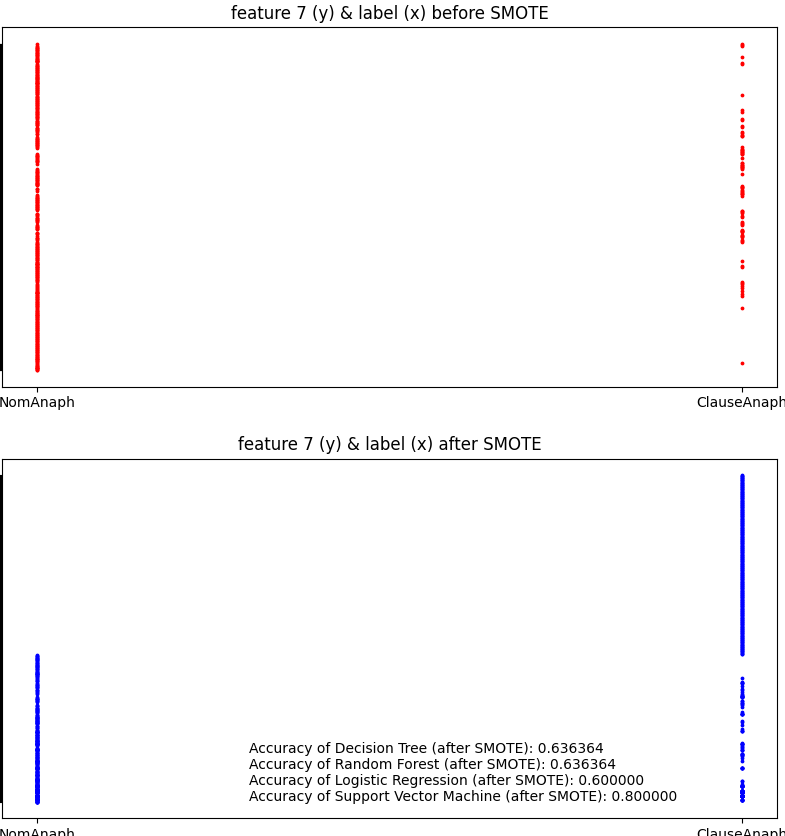 feature 7 (y) & label (x) before SMOTE
NomAnaph ClauseAnaph
feature 7 (y) & label (x) after SMOTE
Accuracy of Decision Tree (after SMOTE): 0.636364
Accuracy of Random Forest (after SMOTE): 0.636364
Accuracy of Logistic Regression (after SMOTE): 0.600000
Accuracy of Support Vector Machine (after SMOTE): 0.800000
NomAnaph ClauseAnaph